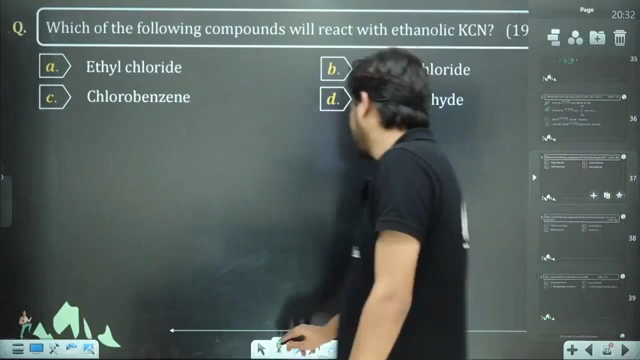 Page 20:32
Q. Which of the following compounds will react with ethanolic KCN? (19
a. Ethyl chloride
b. hloride
c. Chlorobenzene
d. hyde
35
36
37
38
39